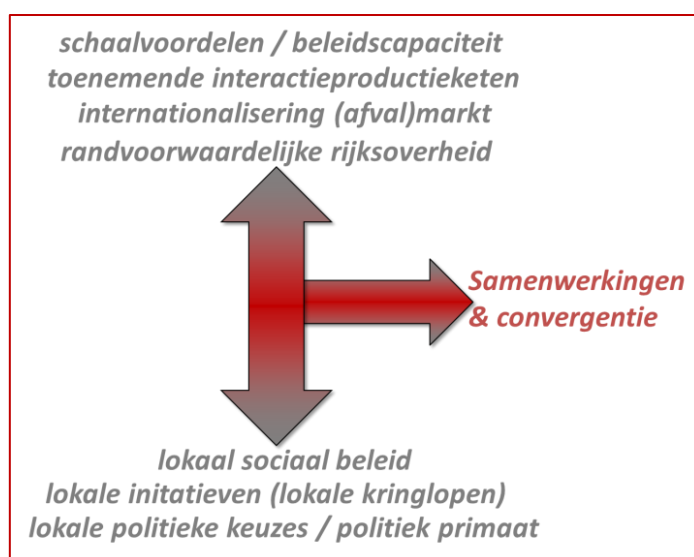 schaalvoordelen / beleidscapaciteit
toenemende interactieproductieketen
internationalisering (afval)markt
randvoorwaardelijke rijksoverheid
Samenwerkingen
& convergentie
lokaal sociaal beleid
lokale initatieven (lokale kringlopen)
lokale politieke keuzes / politiek primaat